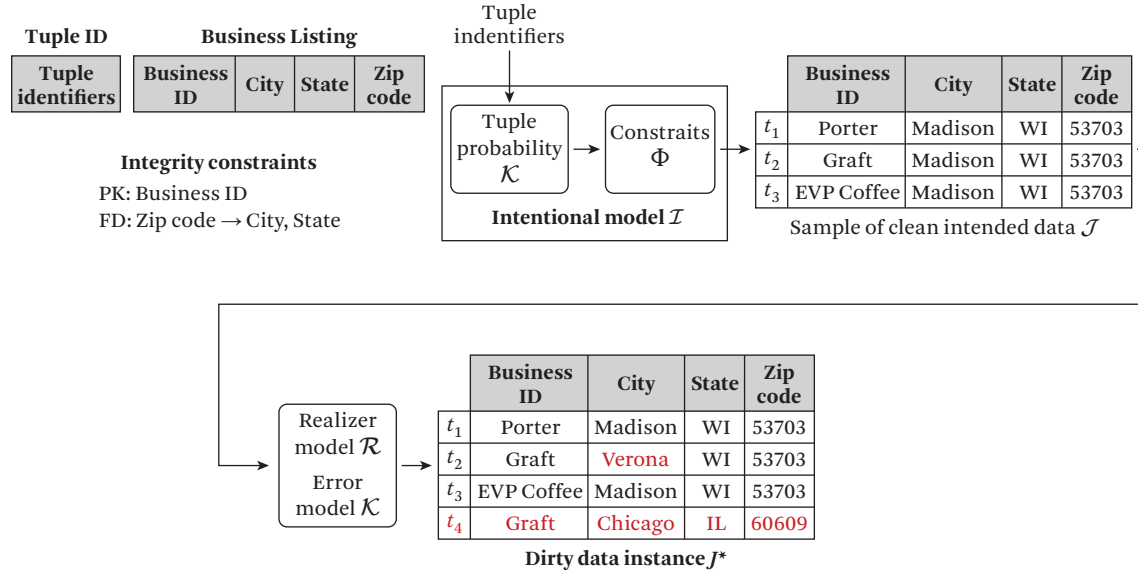 Tuple ID
Business Listing
Tuple
identifiers
Business
ID
City
State
Zip
code
Integrity constraints
PK: Business ID
FD: Zip code → City, State
Tuple
indentifiers
Tuple
probability
𝒦
Constraits
Φ
Intentional model ℐ
Business
ID
City
State
Zip
code
t₁ Porter Madison WI 53703
t₂ Graft Madison WI 53703
t₃ EVP Coffee Madison WI 53703
Sample of clean intended data 𝒥
Realizer
model ℛ
Error
model 𝒦
Business
ID
City
State
Zip
code
t₁ Porter Madison WI 53703
t₂ Graft Verona WI 53703
t₃ EVP Coffee Madison WI 53703
t₄ Graft Chicago IL 60609
Dirty data instance J*